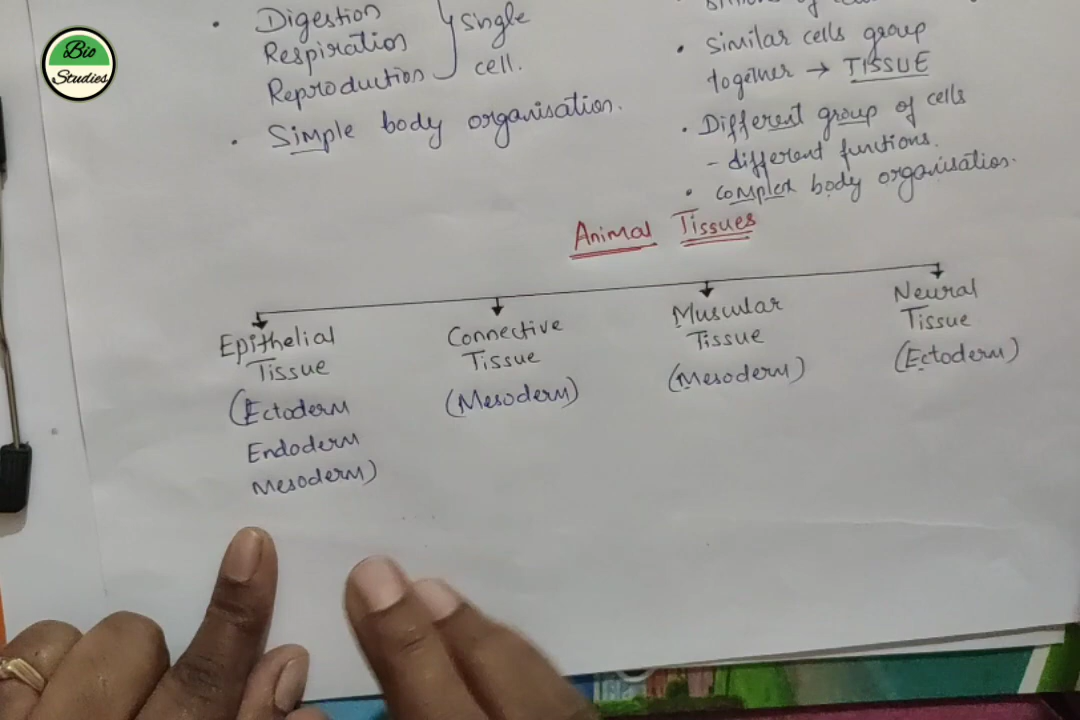 Bio
Studies
• Digestion
Respiration
Reproduction
Single
cell.
• Simple body organisation.
• Similar cells group
together → TISSUE
• Different group of cells
- different functions.
• Complex body organisation.
Animal Tissues
Epithelial
Tissue
(Ectoderm
Endoderm
Mesoderm)
Connective
Tissue
(Mesoderm)
Muscular
Tissue
(Mesoderm)
Neural
Tissue
(Ectoderm)